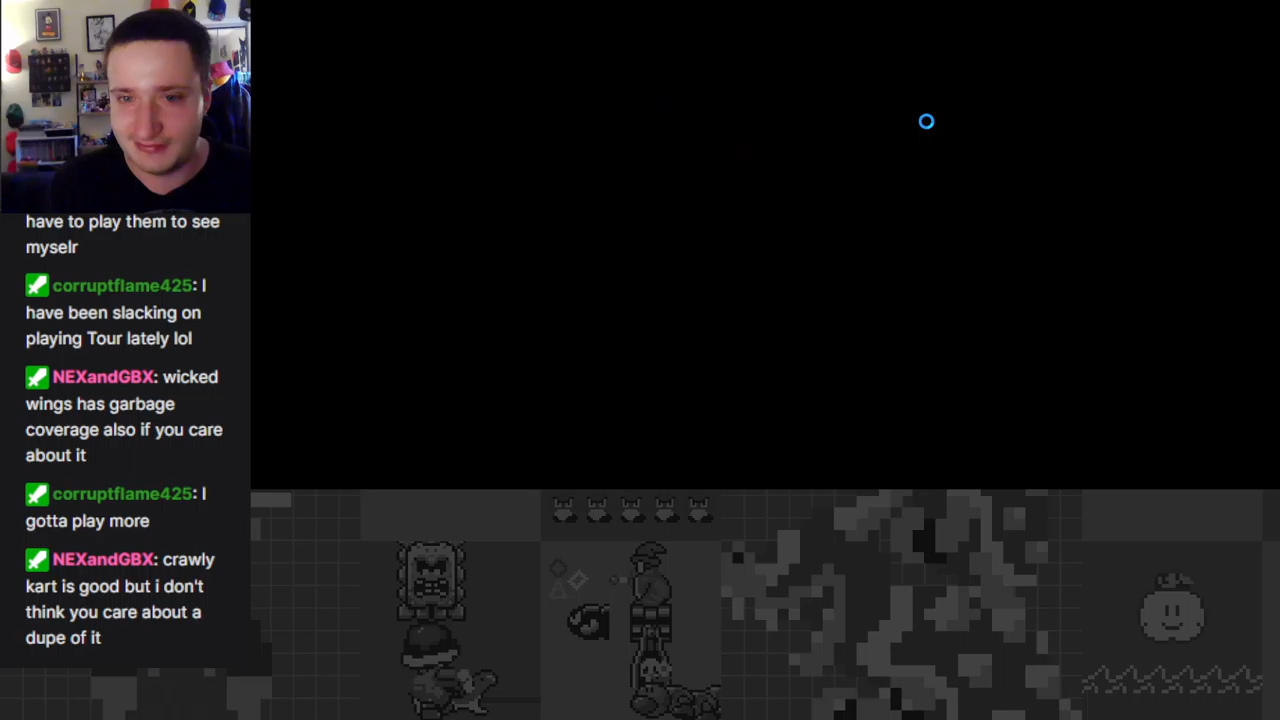 have to play them to see
myselr
corruptflame425: I
have been slacking on
playing Tour lately lol
NEXandGBX: wicked
wings has garbage
coverage also if you care
about it
corruptflame425: I
gotta play more
NEXandGBX: crawly
kart is good but i don't
think you care about a
dupe of it